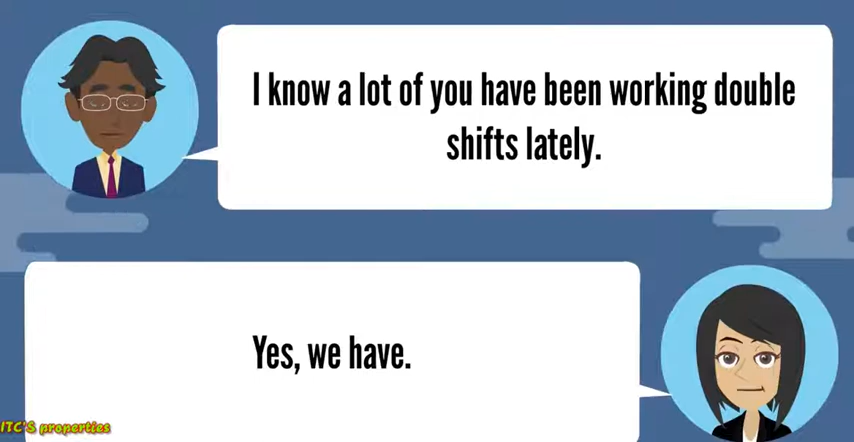 I know a lot of you have been working double
shifts lately.
Yes, we have.
ITC'S properties